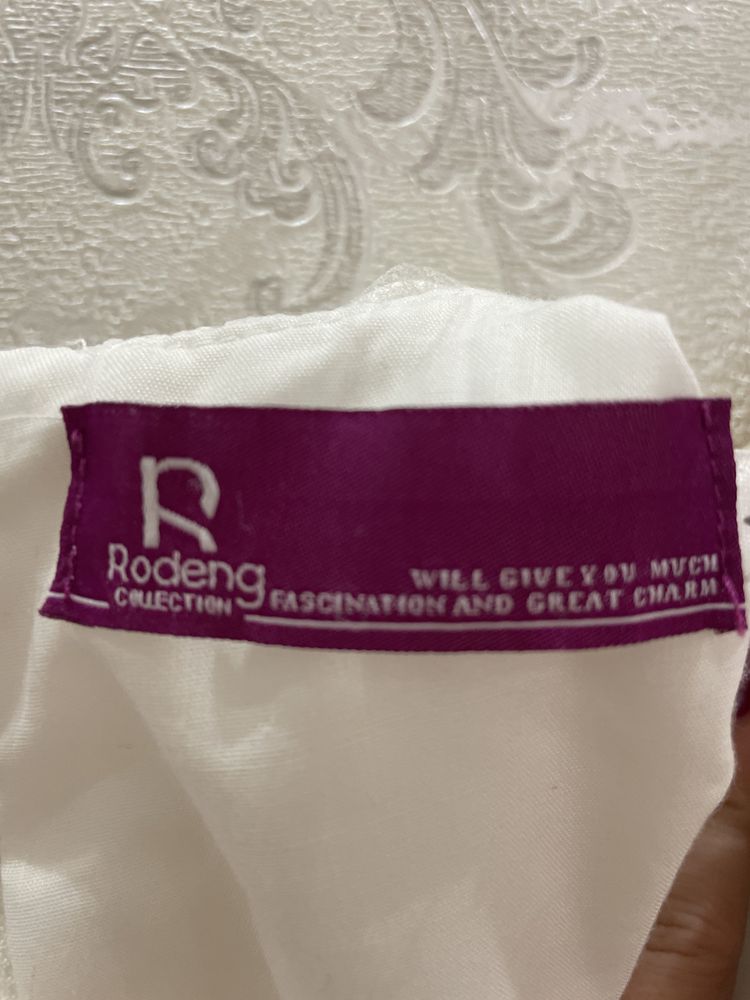 R
Rodeng
COLLECTION
WILL GIVE YOU MUCH
FASCINATION AND GREAT CHARM